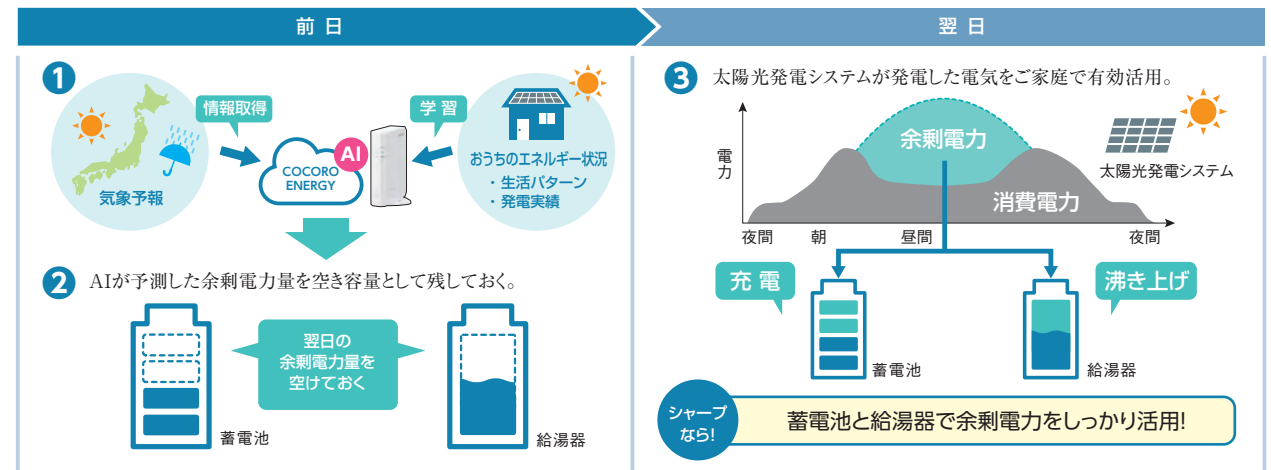 前日
翌日
1
情報取得
学習
気象予報
COCORO
ENERGY
AI
おうちのエネルギー状況
・生活パターン
・発電実績
2 AIが予測した余剰電力量を空き容量として残しておく。
翌日の
余剰電力量を
空けておく
蓄電池
給湯器
3 太陽光発電システムが発電した電気をご家庭で有効活用。
電力
余剰電力
消費電力
太陽光発電システム
夜間 朝 昼間 夜間
充電
沸き上げ
蓄電池
給湯器
シャープ
なら!
蓄電池と給湯器で余剰電力をしっかり活用!